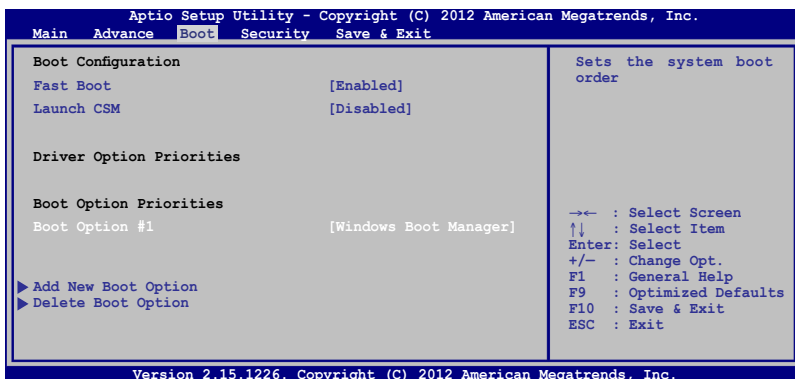 Aptio Setup Utility - Copyright (C) 2012 American Megatrends, Inc.
Main Advance Boot Security Save & Exit
Boot Configuration
Fast Boot [Enabled]
Launch CSM [Disabled]
Driver Option Priorities
Boot Option Priorities
Boot Option #1 [Windows Boot Manager]
Add New Boot Option
Delete Boot Option
Sets the system boot
order
→← : Select Screen
↑↓ : Select Item
Enter: Select
+/— : Change Opt.
F1 : General Help
F9 : Optimized Defaults
F10 : Save & Exit
ESC : Exit
Version 2.15.1226. Copyright (C) 2012 American Megatrends, Inc.